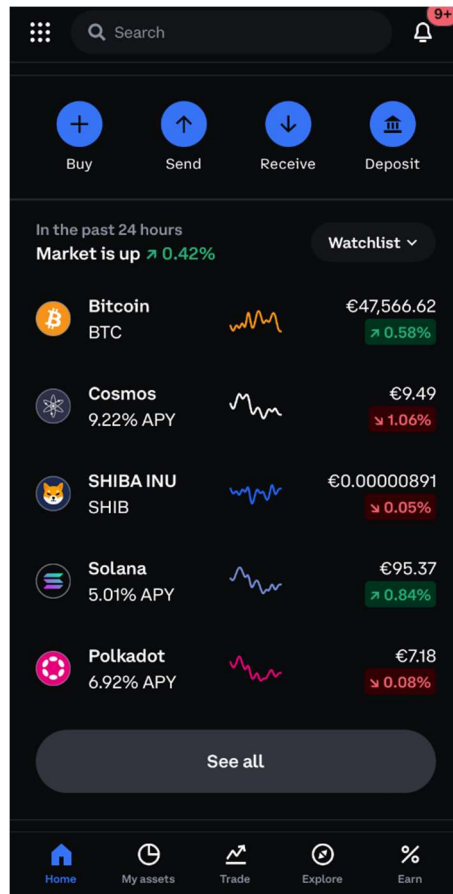 9+
Search
Buy Send Receive Deposit
In the past 24 hours
Market is up ↗ 0.42%
Watchlist
Bitcoin €47,566.62
BTC ↗ 0.58%
Cosmos €9.49
9.22% APY ↘ 1.06%
SHIBA INU €0.00000891
SHIB ↘ 0.05%
Solana €95.37
5.01% APY ↗ 0.84%
Polkadot €7.18
6.92% APY ↘ 0.08%
See all
Home My assets Trade Explore Earn